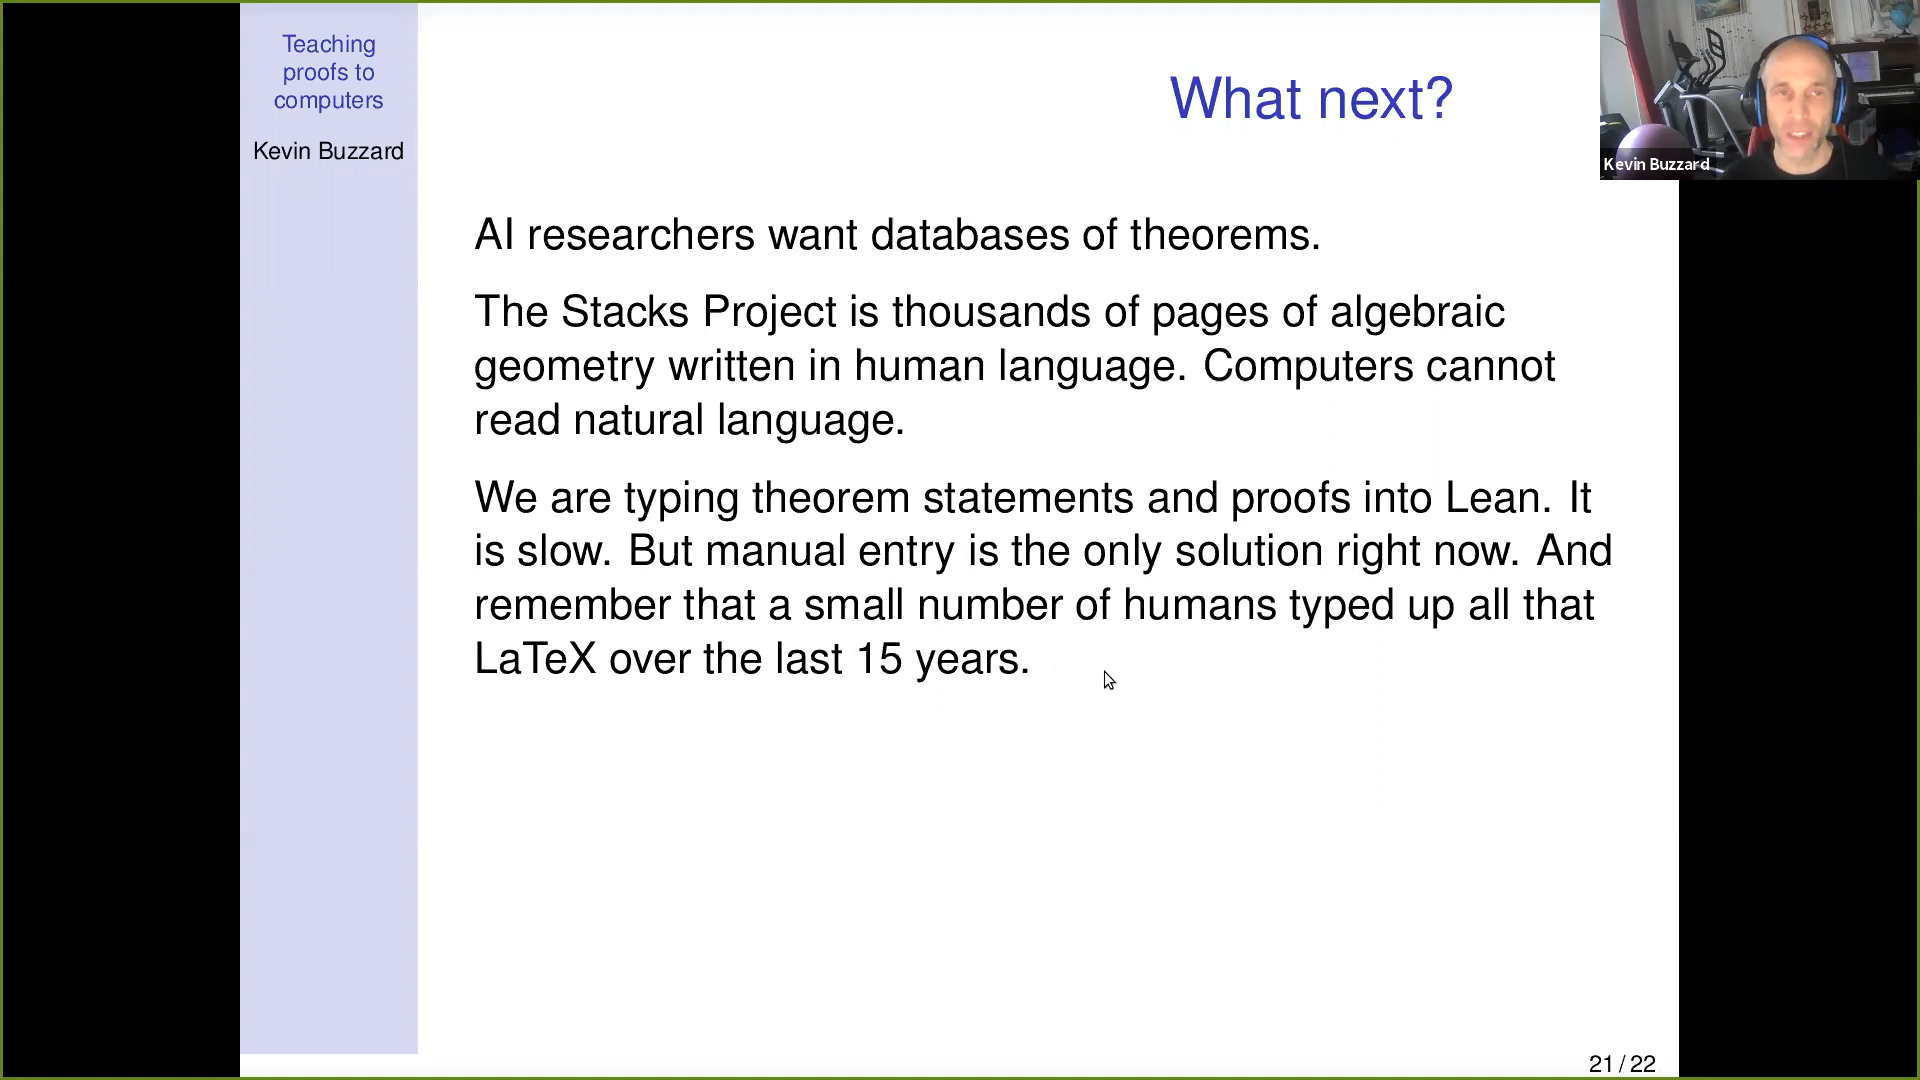 Teaching
proofs to
computers
Kevin Buzzard
What next?
Kevin Buzzard
AI researchers want databases of theorems.
The Stacks Project is thousands of pages of algebraic
geometry written in human language. Computers cannot
read natural language.
We are typing theorem statements and proofs into Lean. It
is slow. But manual entry is the only solution right now. And
remember that a small number of humans typed up all that
LaTeX over the last 15 years.
21 / 22